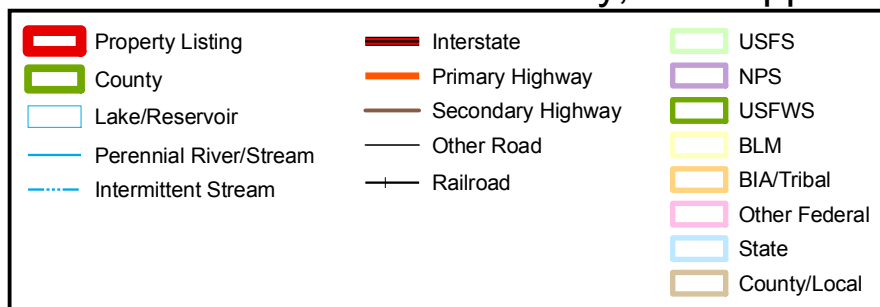 Property Listing
County
Lake/Reservoir
Perennial River/Stream
Intermittent Stream
Interstate
Primary Highway
Secondary Highway
Other Road
Railroad
USFS
NPS
USFWS
BLM
BIA/Tribal
Other Federal
State
County/Local